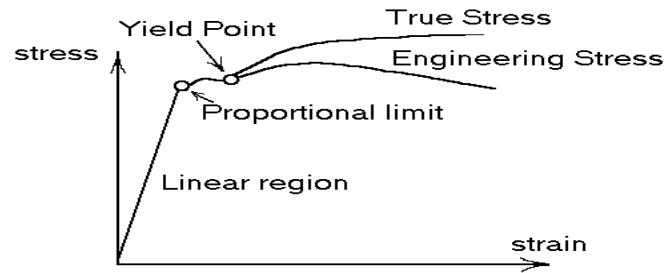 True Stress
Yield Point
stress
Engineering Stress
Proportional limit
Linear region
strain